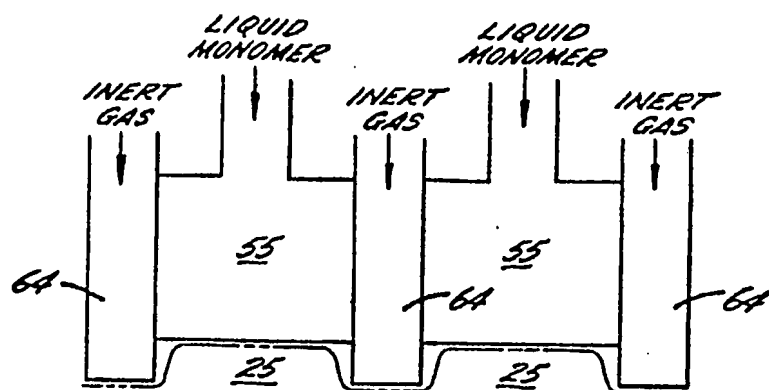 LIQUID
MONOMER
LIQUID
MONOMER
INERT
GAS
INERT
GAS
INERT
GAS
55
55
64
64
64
25
25